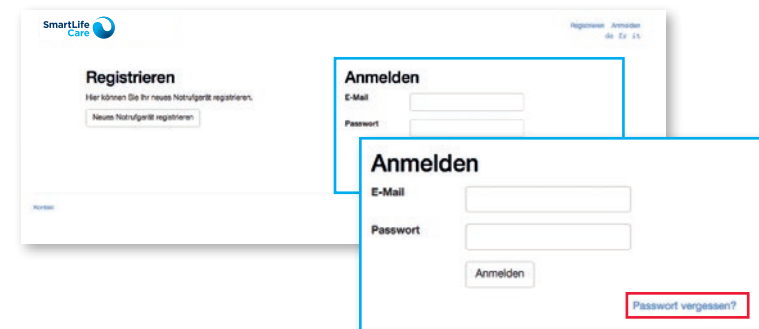 SmartLife
Care
Registrieren Anmelden
de fr it
Registrieren
Hier können Sie Ihr neues Notrufgerät registrieren.
Neues Notrufgerät registrieren
Anmelden
E-Mail
Passwort
Kontakt
Anmelden
E-Mail
Passwort
Anmelden
Passwort vergessen?